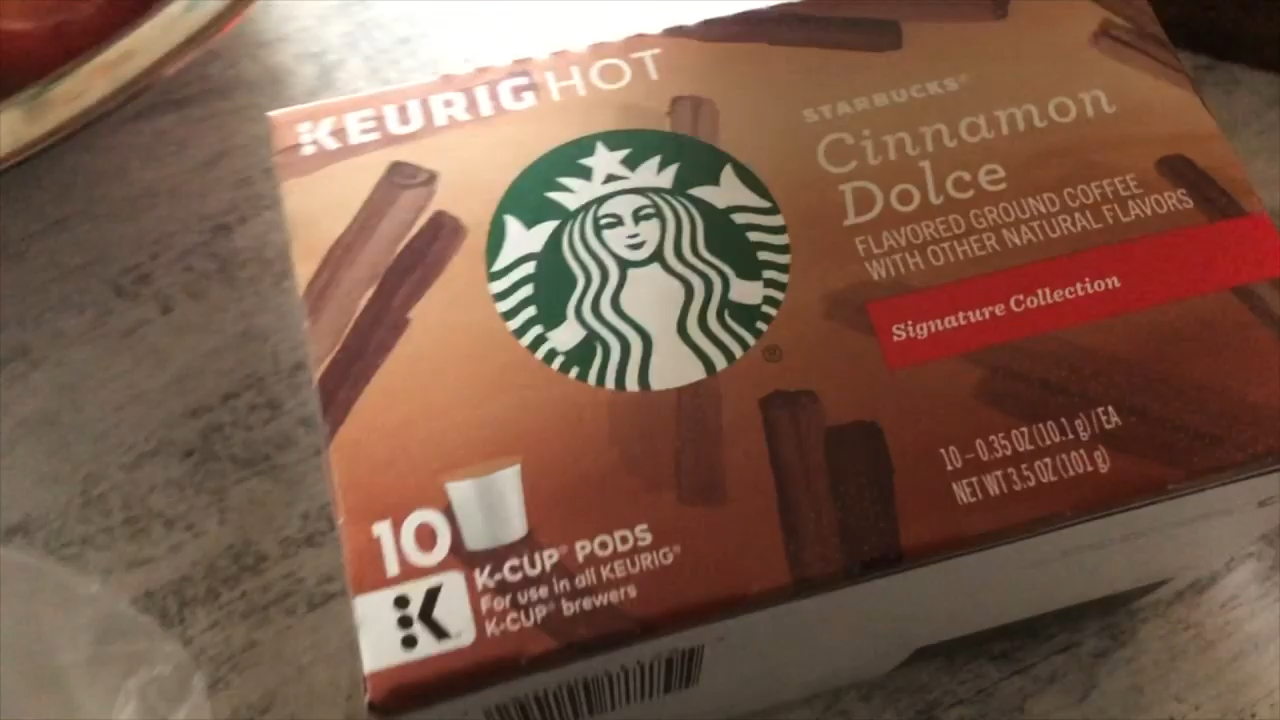 KEURIG HOT
STARBUCKS®
Cinnamon
Dolce
FLAVORED GROUND COFFEE
WITH OTHER NATURAL FLAVORS
Signature Collection
®
10 – 0.35 OZ (10.1 g) / EA
NET WT 3.5 OZ (101 g)
10
K-CUP® PODS
For use in all KEURIG®
K-CUP® brewers
K